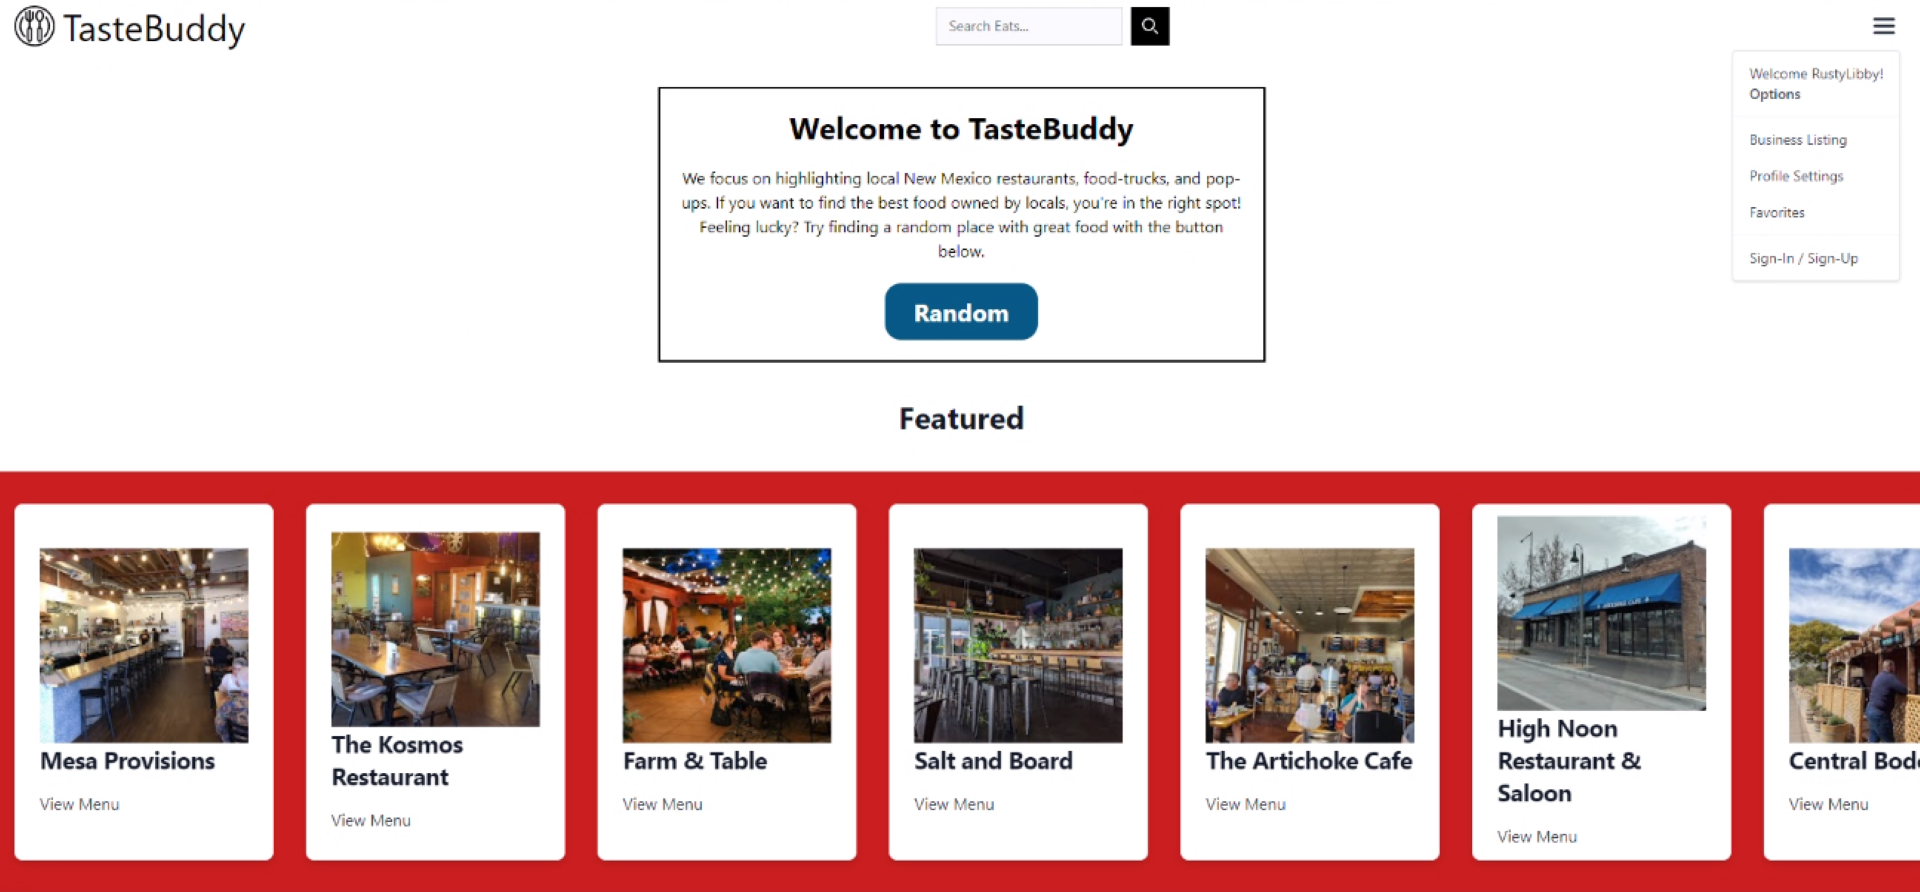 TasteBuddy
Search Eats...
Welcome RustyLibby!
Options
Business Listing
Profile Settings
Favorites
Sign-In / Sign-Up
Welcome to TasteBuddy
We focus on highlighting local New Mexico restaurants, food-trucks, and pop-
ups. If you want to find the best food owned by locals, you're in the right spot!
Feeling lucky? Try finding a random place with great food with the button
below.
Random
Featured
Mesa Provisions
View Menu
The Kosmos
Restaurant
View Menu
Farm & Table
View Menu
Salt and Board
View Menu
The Artichoke Cafe
View Menu
ARTICHOKE CAFE
High Noon
Restaurant &
Saloon
View Menu
Central Bod
View Menu